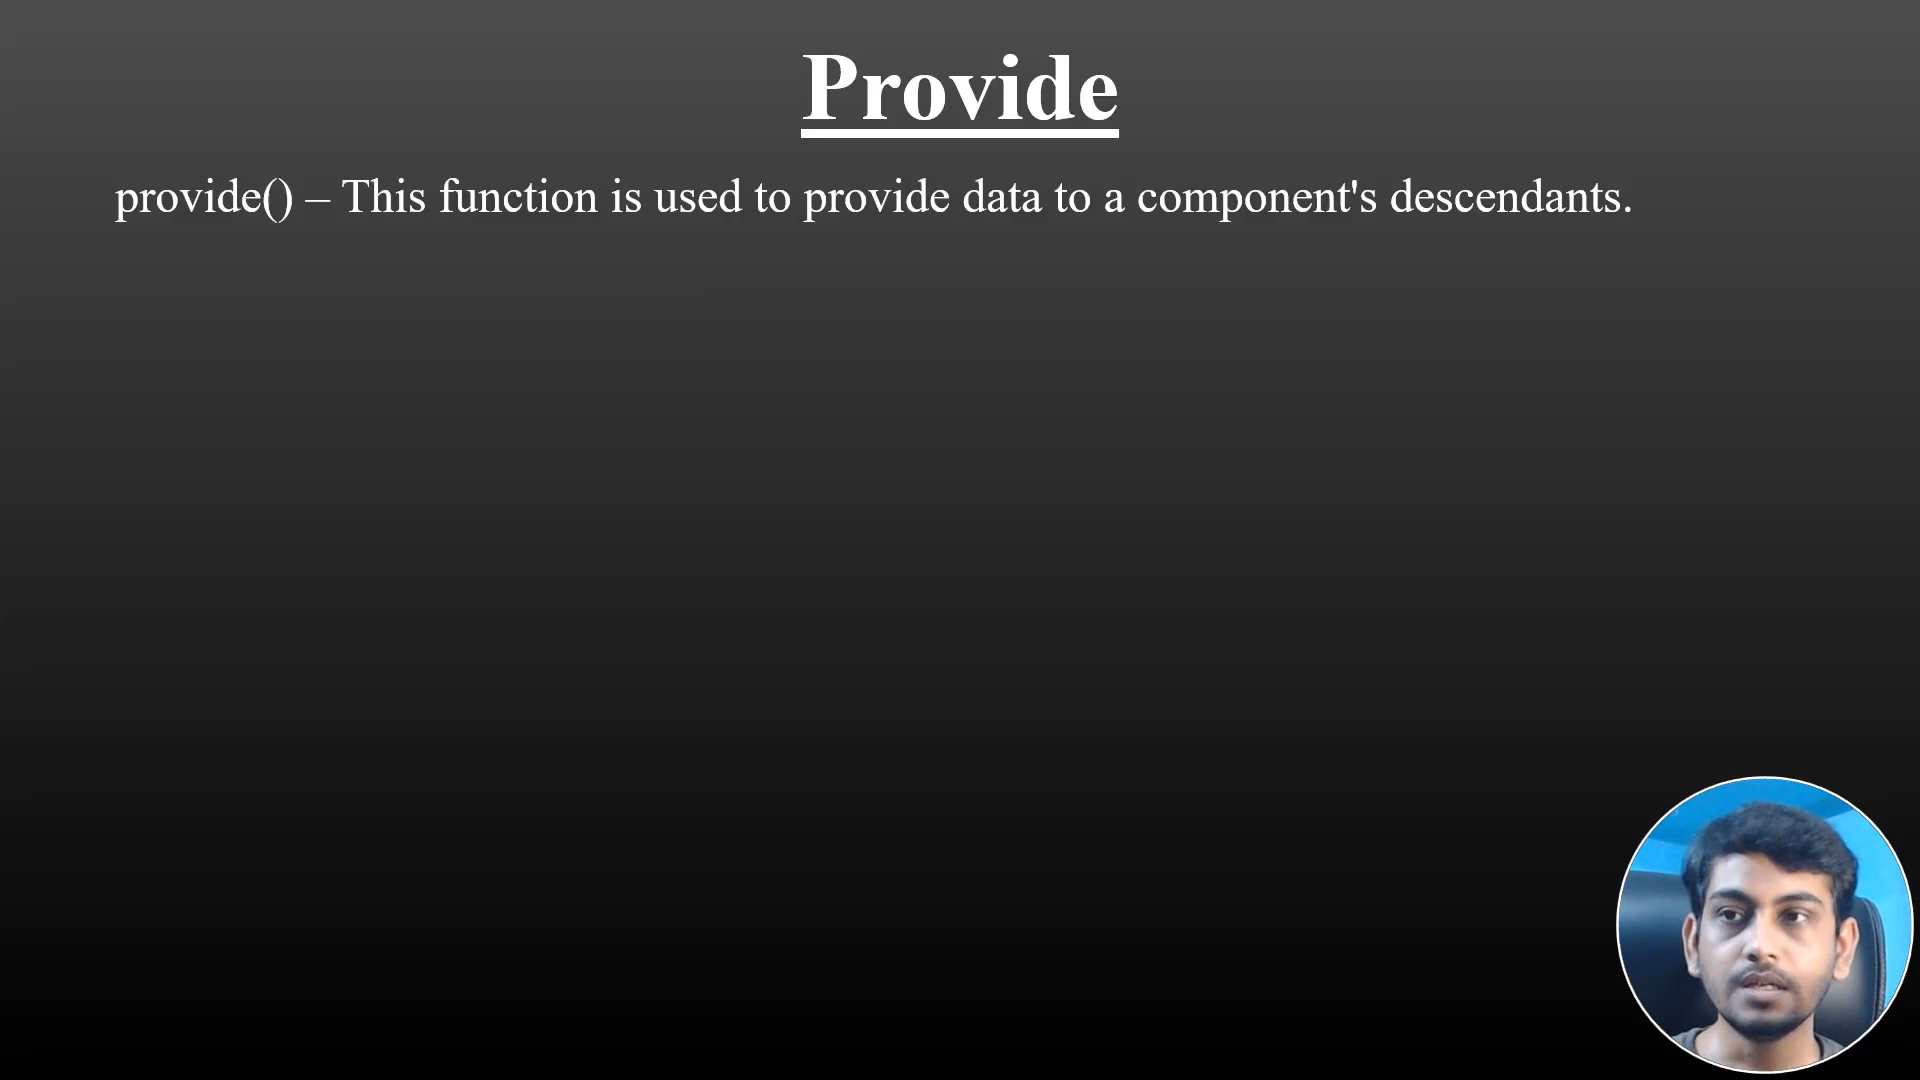 Provide
provide() – This function is used to provide data to a component's descendants.